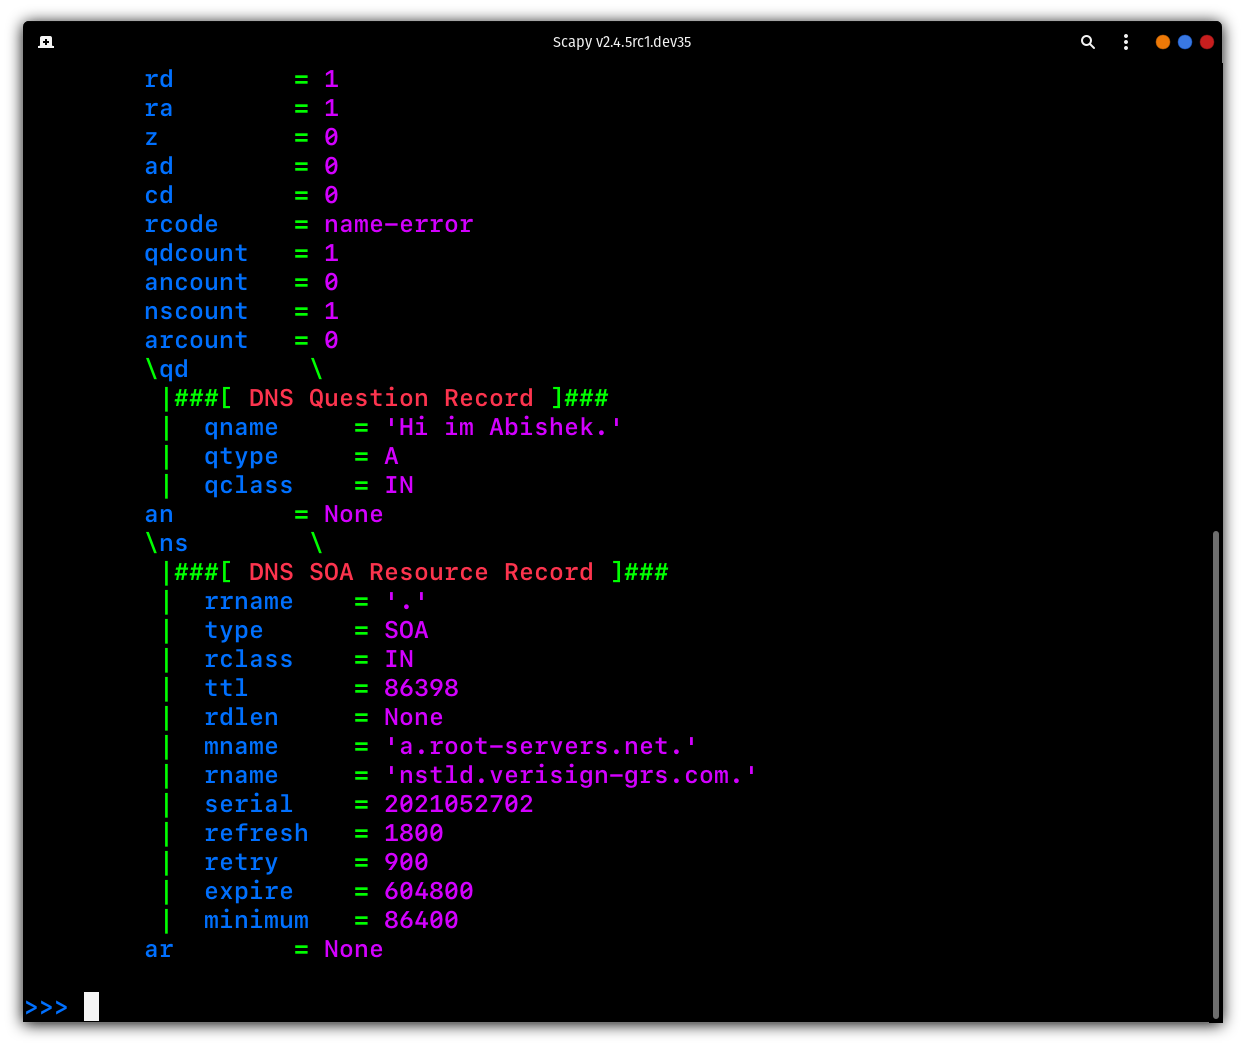 Scapy v2.4.5rc1.dev35
rd        = 1
ra        = 1
z         = 0
ad        = 0
cd        = 0
rcode     = name-error
qdcount   = 1
ancount   = 0
nscount   = 1
arcount   = 0
\qd        \
 |###[ DNS Question Record ]###
 |  qname     = 'Hi im Abishek.'
 |  qtype     = A
 |  qclass    = IN
an        = None
\ns        \
 |###[ DNS SOA Resource Record ]###
 |  rrname    = '.'
 |  type      = SOA
 |  rclass    = IN
 |  ttl       = 86398
 |  rdlen     = None
 |  mname     = 'a.root-servers.net.'
 |  rname     = 'nstld.verisign-grs.com.'
 |  serial    = 2021052702
 |  refresh   = 1800
 |  retry     = 900
 |  expire    = 604800
 |  minimum   = 86400
ar        = None
>>>